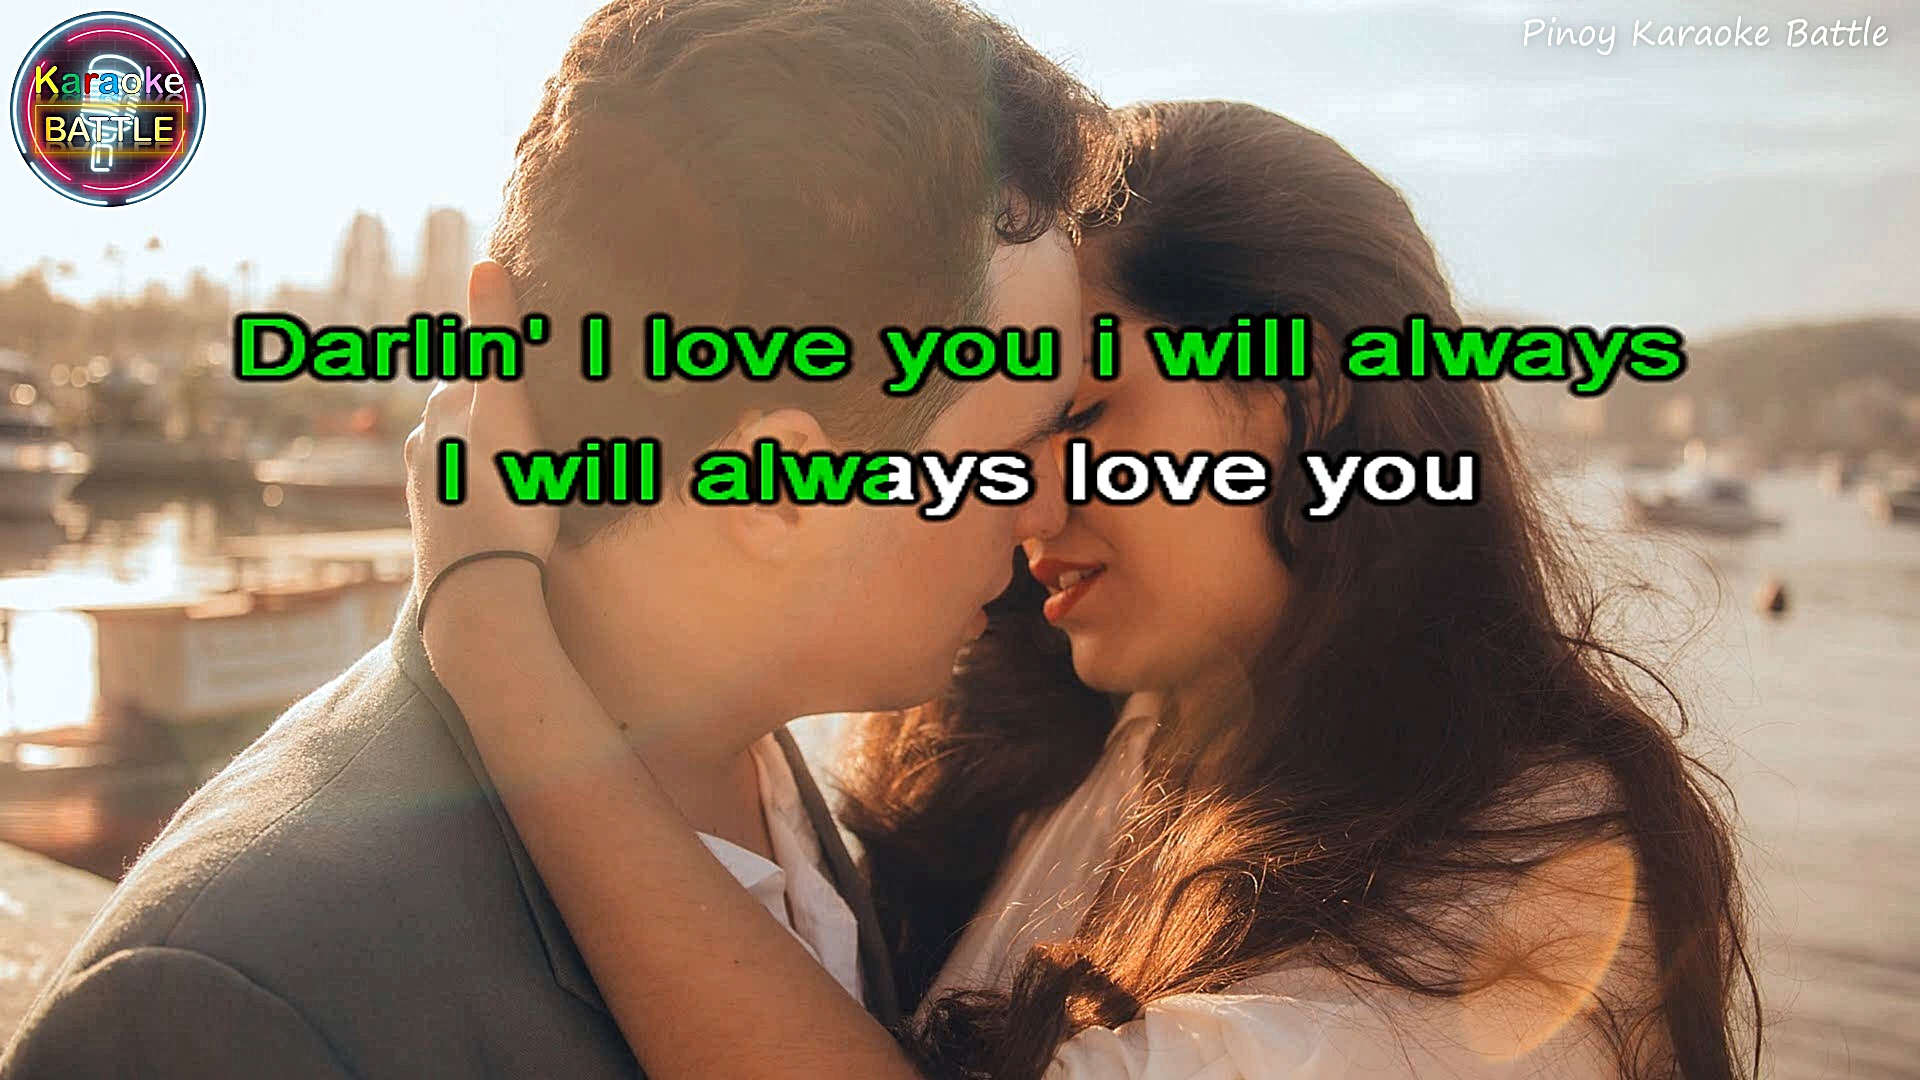 Pinoy Karaoke Battle
Karaoke
BATTLE
Darlin' I love you i will always
I will always love you